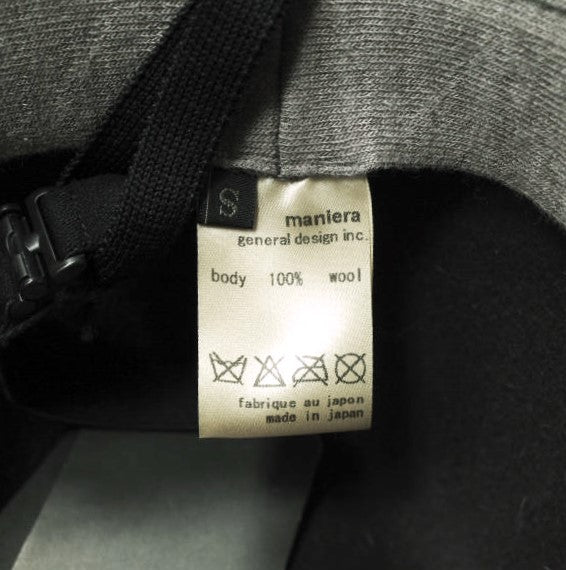 S
maniera
general design inc.
body 100% wool
fabrique au japon
made in japan